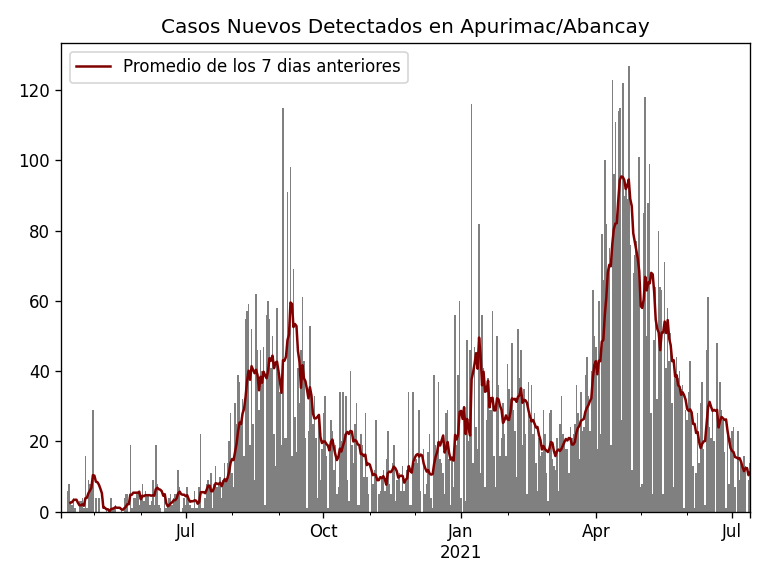 Casos Nuevos Detectados en Apurimac/Abancay
Promedio de los 7 dias anteriores
120
100
80
60
40
20
0
Jul
Oct
Jan
2021
Apr
Jul